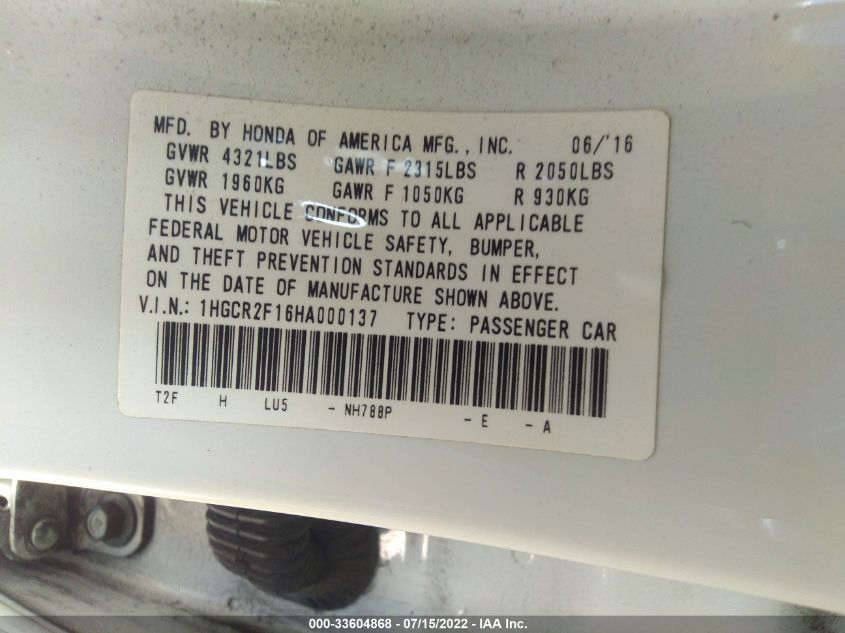 MFD. BY HONDA OF AMERICA MFG., INC. 06/'16
GVWR 4321LBS GAWR F 2315LBS R 2050LBS
GVWR 1960KG GAWR F 1050KG R 930KG
THIS VEHICLE CONFORMS TO ALL APPLICABLE
FEDERAL MOTOR VEHICLE SAFETY, BUMPER,
AND THEFT PREVENTION STANDARDS IN EFFECT
ON THE DATE OF MANUFACTURE SHOWN ABOVE.
V.I.N.: 1HGCR2F16HA000137 TYPE: PASSENGER CAR
T2F H LU5 - NH788P - E - A
000-33604868 - 07/15/2022 - IAA Inc.